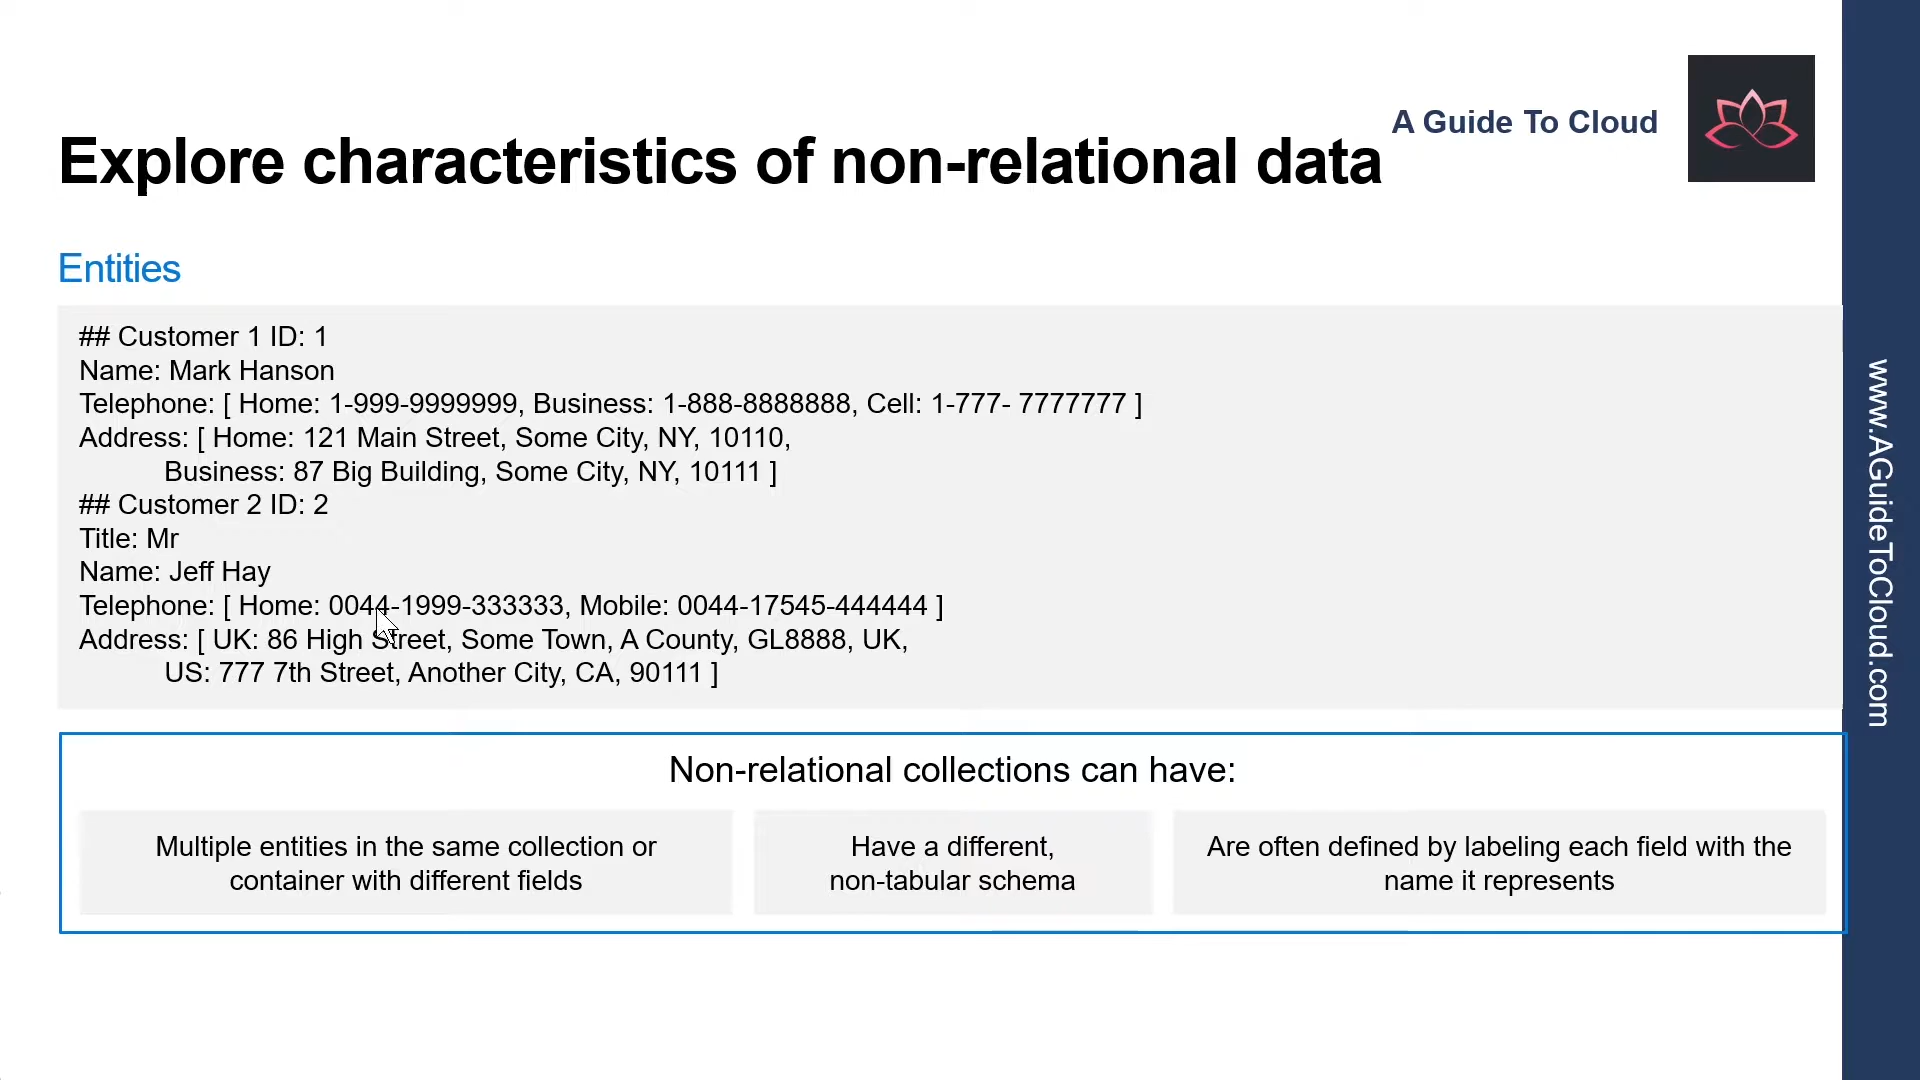 A Guide To Cloud
Explore characteristics of non-relational data
Entities
## Customer 1 ID: 1
Name: Mark Hanson
Telephone: [ Home: 1-999-9999999, Business: 1-888-8888888, Cell: 1-777- 7777777 ]
Address: [ Home: 121 Main Street, Some City, NY, 10110,
Business: 87 Big Building, Some City, NY, 10111 ]
## Customer 2 ID: 2
Title: Mr
Name: Jeff Hay
Telephone: [ Home: 0044-1999-333333, Mobile: 0044-17545-444444 ]
Address: [ UK: 86 High Street, Some Town, A County, GL8888, UK,
US: 777 7th Street, Another City, CA, 90111 ]
Non-relational collections can have:
Multiple entities in the same collection or
container with different fields
Have a different,
non-tabular schema
Are often defined by labeling each field with the
name it represents
www.AGuideToCloud.com